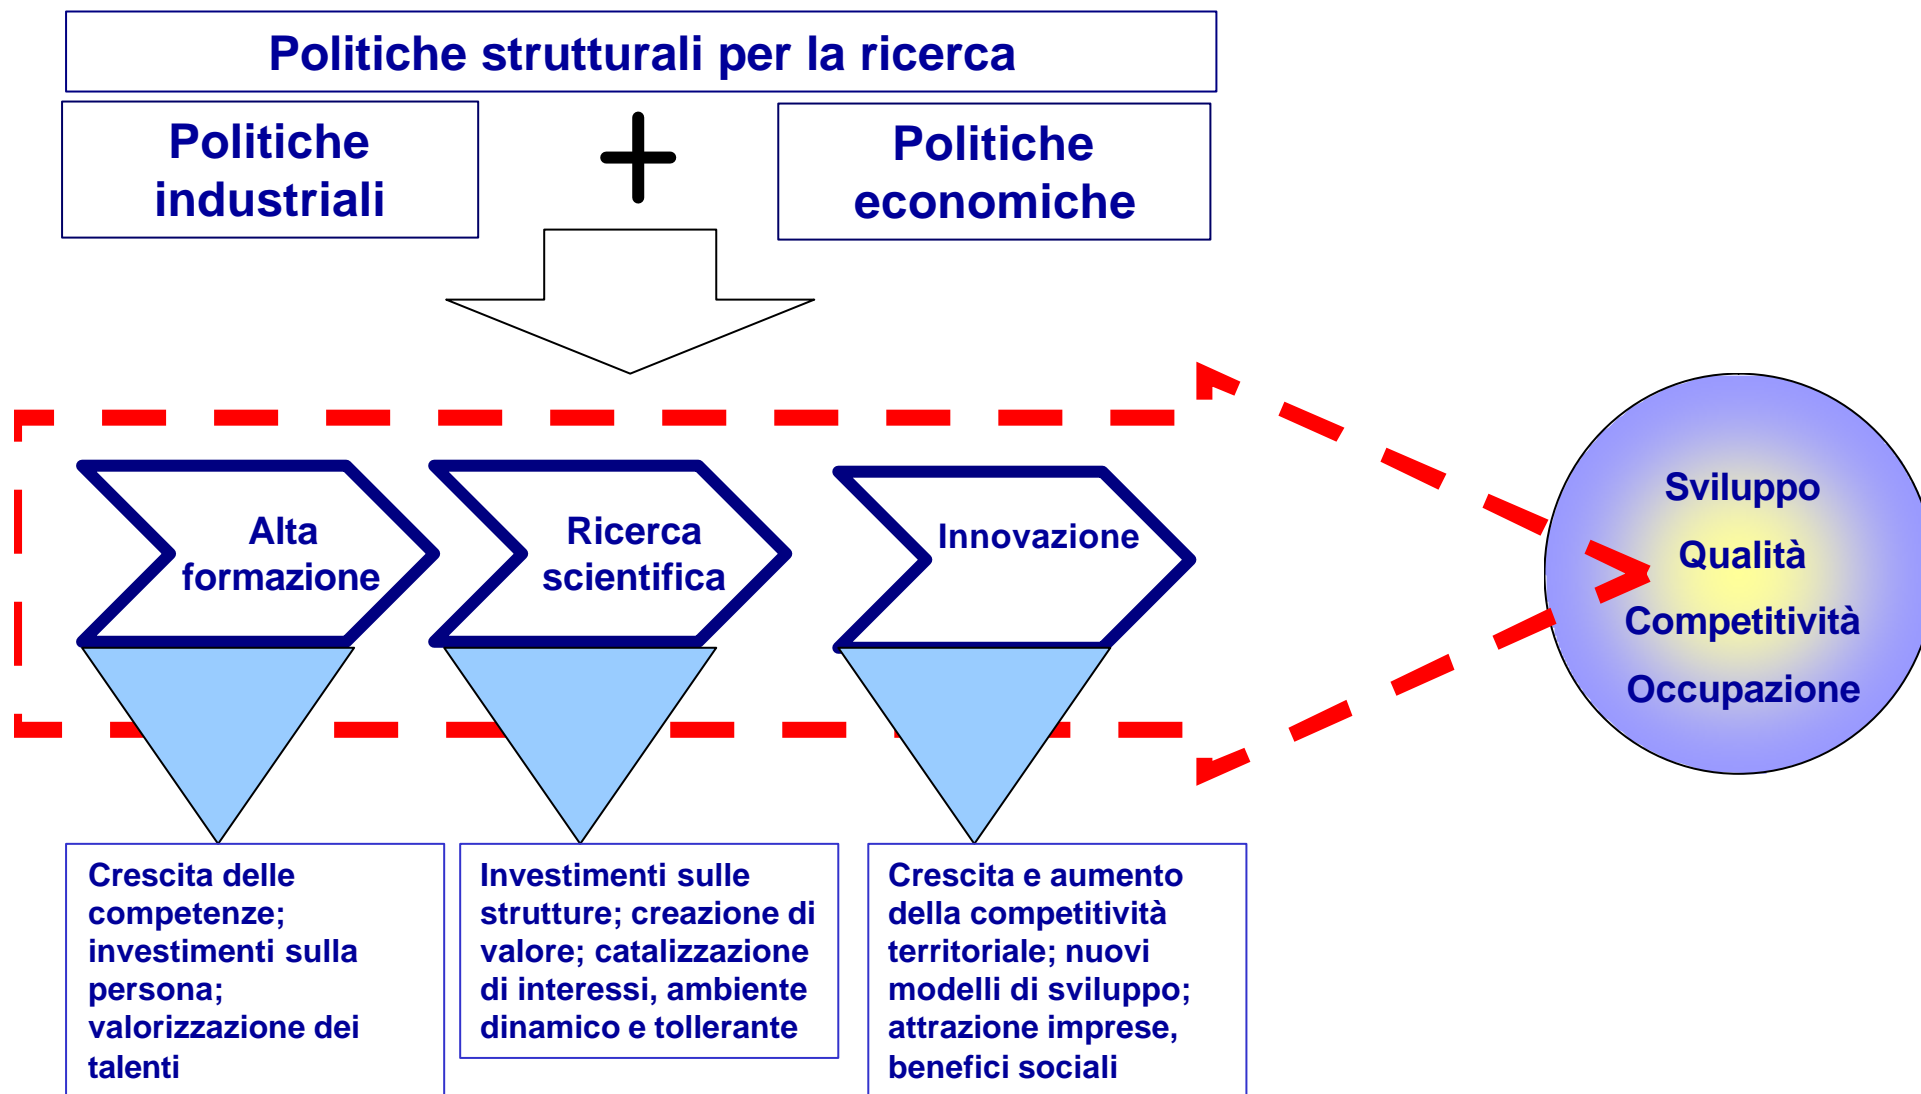 Politiche strutturali per la ricerca
Politiche
industriali
+
Politiche
economiche
Alta
formazione
Ricerca
scientifica
Innovazione
Sviluppo
Qualità
Competitività
Occupazione
Crescita delle
competenze;
investimenti sulla
persona;
valorizzazione dei
talenti
Investimenti sulle
strutture; creazione di
valore; catalizzazione
di interessi, ambiente
dinamico e tollerante
Crescita e aumento
della competitività
territoriale; nuovi
modelli di sviluppo;
attrazione imprese,
benefici sociali